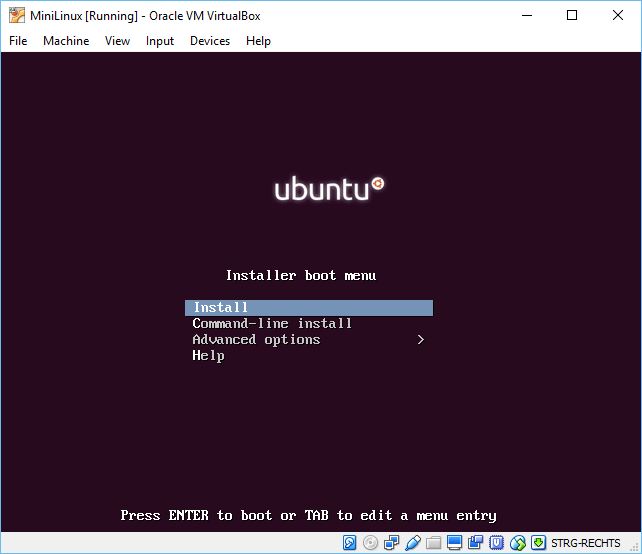 MiniLinux [Running] - Oracle VM VirtualBox
File Machine View Input Devices Help
ubuntu
Installer boot menu
Install
Command-line install
Advanced options >
Help
Press ENTER to boot or TAB to edit a menu entry
STRG-RECHTS